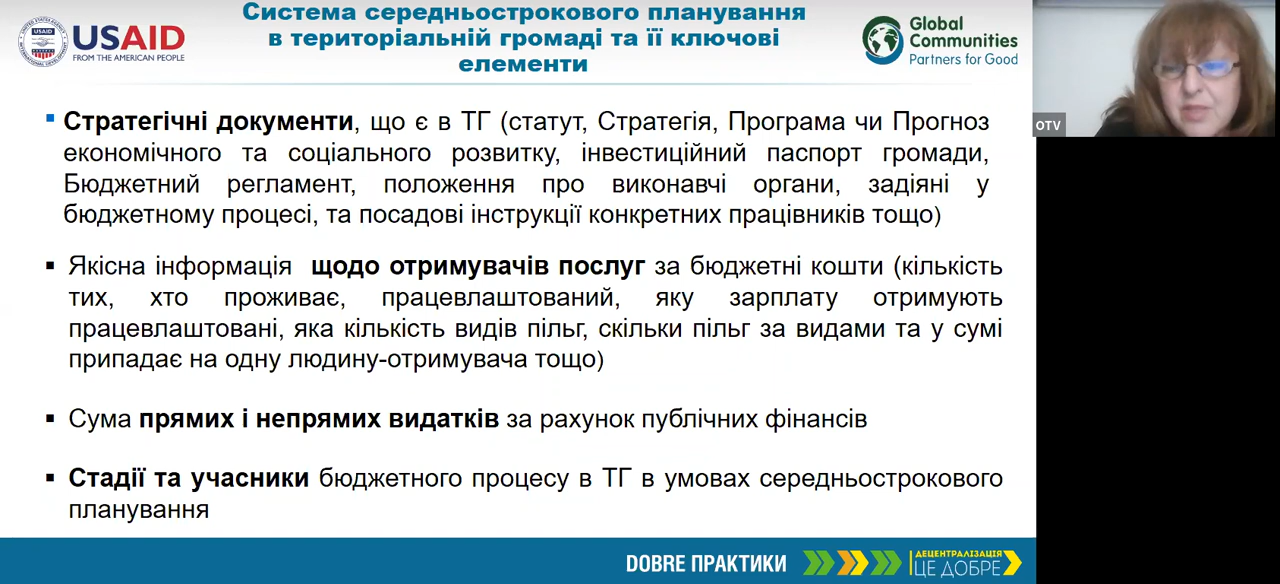 USAID
FROM THE AMERICAN PEOPLE
Система середньострокового планування
в територіальній громаді та її ключові
елементи
Global
Communities
Partners for Good
OTV
▪ Стратегічні документи, що є в ТГ (статут, Стратегія, Програма чи Прогноз
економічного та соціального розвитку, інвестиційний паспорт громади,
Бюджетний регламент, положення про виконавчі органи, задіяні у
бюджетному процесі, та посадові інструкції конкретних працівників тощо)
▪ Якісна інформація щодо отримувачів послуг за бюджетні кошти (кількість
тих, хто проживає, працевлаштований, яку зарплату отримують
працевлаштовані, яка кількість видів пільг, скільки пільг за видами та у сумі
припадає на одну людину-отримувача тощо)
▪ Сума прямих і непрямих видатків за рахунок публічних фінансів
▪ Стадії та учасники бюджетного процесу в ТГ в умовах середньострокового
планування
DOBRE ПРАКТИКИ
ДЕЦЕНТРАЛІЗАЦІЯ
ЦЕ ДОБРЕ